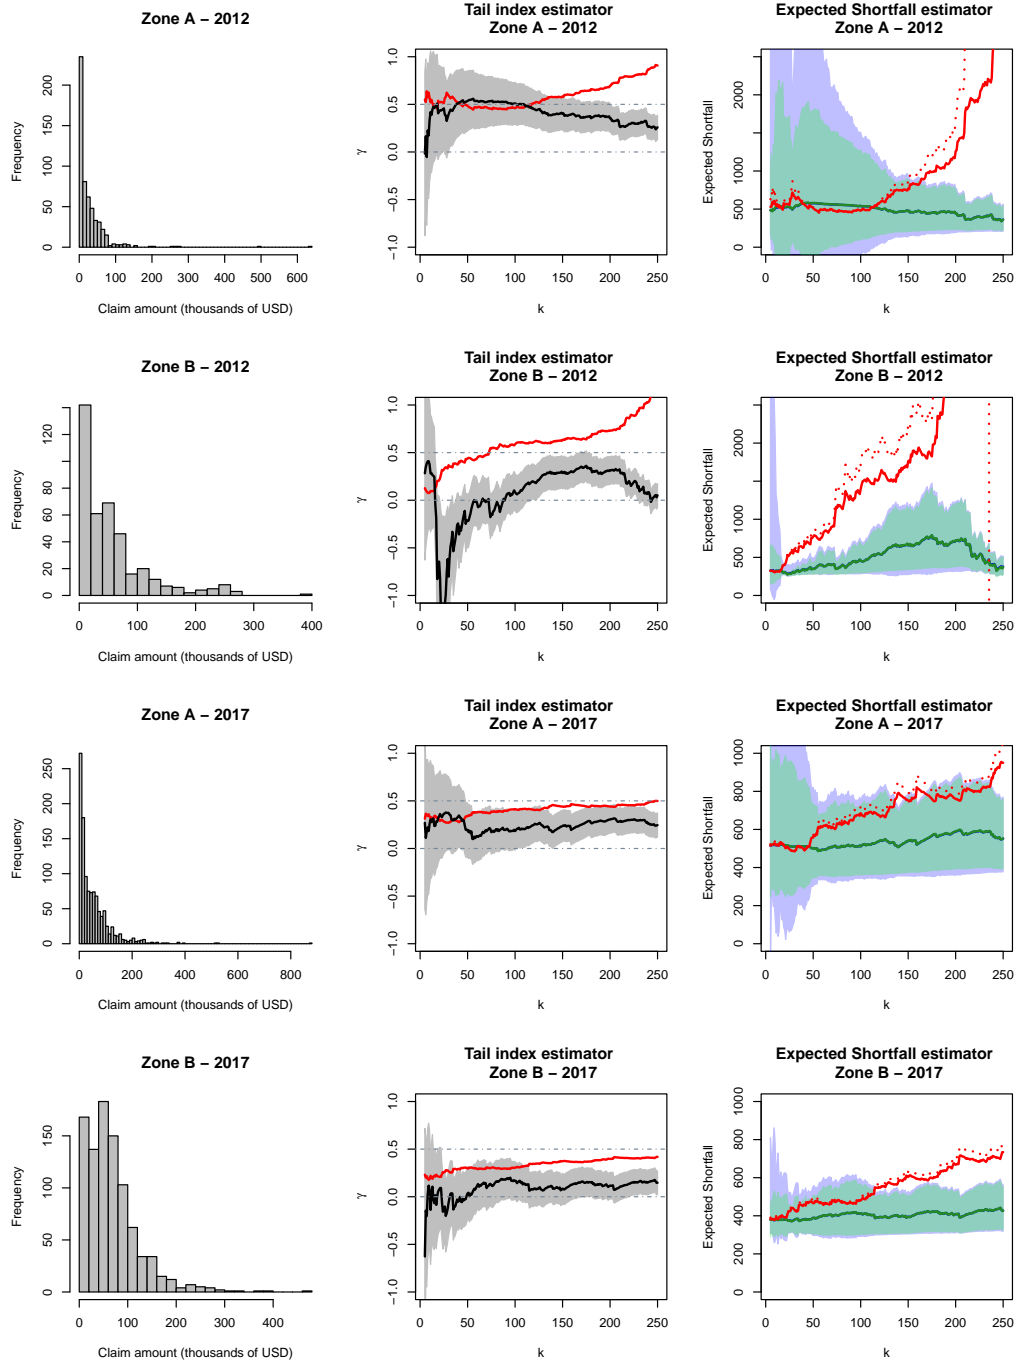 Zone A − 2012
Frequency
0 50 100 150 200
0 100 200 300 400 500 600
Claim amount (thousands of USD)
Tail index estimator
Zone A − 2012
γ
−1.0 −0.5 0.0 0.5 1.0
0 50 100 150 200 250
k
Expected Shortfall estimator
Zone A − 2012
Expected Shortfall
0 500 1000 2000
0 50 100 150 200 250
k
Zone B − 2012
Frequency
0 20 40 60 80 120
0 100 200 300 400
Claim amount (thousands of USD)
Tail index estimator
Zone B − 2012
γ
−1.0 −0.5 0.0 0.5 1.0
0 50 100 150 200 250
k
Expected Shortfall estimator
Zone B − 2012
Expected Shortfall
0 500 1000 2000
0 50 100 150 200 250
k
Zone A − 2017
Frequency
0 50 100 150 200 250
0 200 400 600 800
Claim amount (thousands of USD)
Tail index estimator
Zone A − 2017
γ
−1.0 −0.5 0.0 0.5 1.0
0 50 100 150 200 250
k
Expected Shortfall estimator
Zone A − 2017
Expected Shortfall
0 200 400 600 800 1000
0 50 100 150 200 250
k
Zone B − 2017
Frequency
0 50 100 150
0 100 200 300 400
Claim amount (thousands of USD)
Tail index estimator
Zone B − 2017
γ
−1.0 −0.5 0.0 0.5 1.0
0 50 100 150 200 250
k
Expected Shortfall estimator
Zone B − 2017
Expected Shortfall
0 200 400 600 800 1000
0 50 100 150 200 250
k